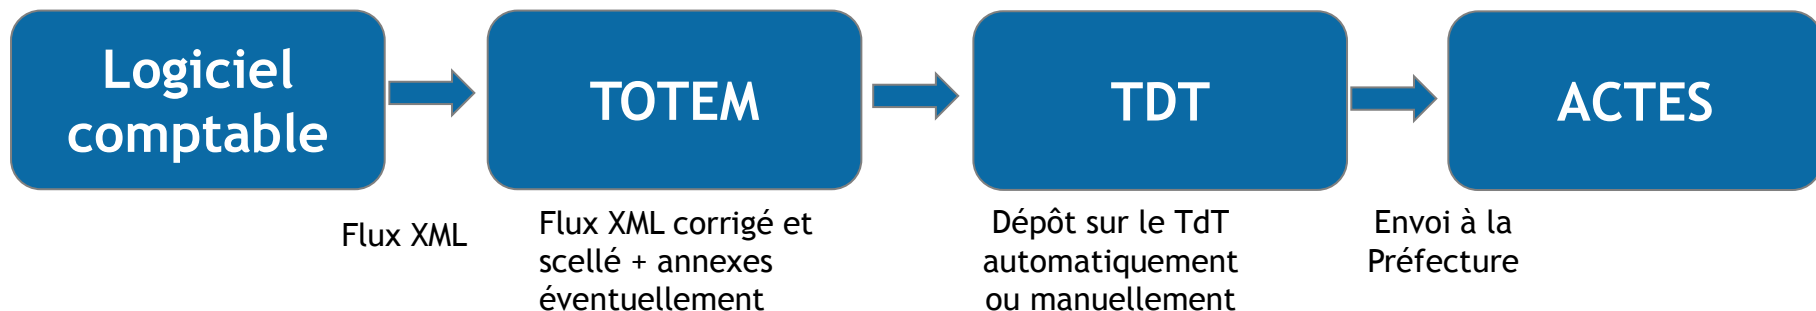 Logiciel
comptable
TOTEM
TDT
ACTES
Flux XML
Flux XML corrigé et
scellé + annexes
éventuellement
Dépôt sur le TdT
automatiquement
ou manuellement
Envoi à la
Préfecture